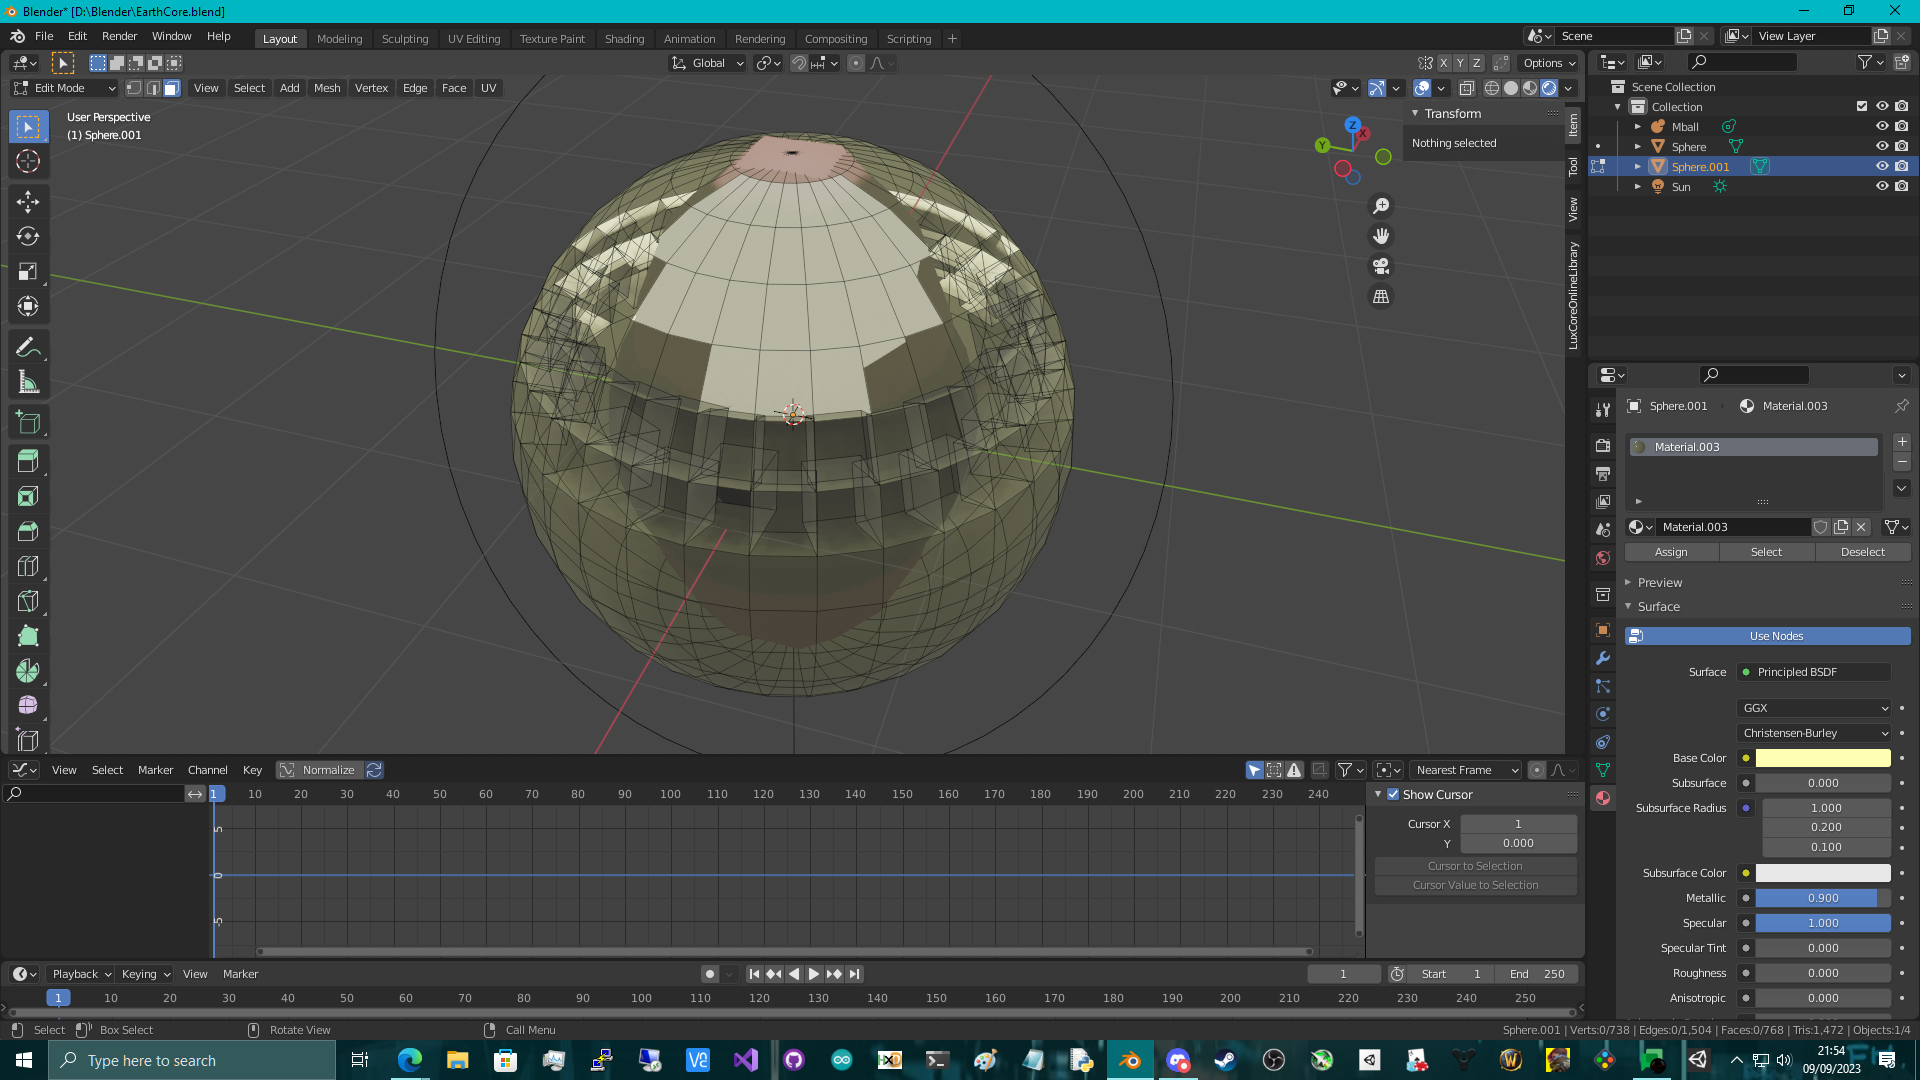 Blender* [D:\Blender\EarthCore.blend]
File Edit Render Window Help Layout Modeling Sculpting UV Editing Texture Paint Shading Animation Rendering Compositing Scripting + Scene View Layer
Global X Y Z Options
Edit Mode View Select Add Mesh Vertex Edge Face UV
User Perspective
(1) Sphere.001
Z X Y
Transform
Nothing selected
Item
Tool
View
LuxCoreOnlineLibrary
Scene Collection
Collection
Mball
Sphere
Sphere.001
Sun
Sphere.001 Material.003
Material.003
Material.003
Assign Select Deselect
Preview
Surface
Use Nodes
Surface Principled BSDF
GGX
Christensen-Burley
Base Color
Subsurface 0.000
Subsurface Radius 1.000
0.200
0.100
Subsurface Color
Metallic 0.900
Specular 1.000
Specular Tint 0.000
Roughness 0.000
Anisotropic 0.000
View Select Marker Channel Key Normalize Nearest Frame
1 10 20 30 40 50 60 70 80 90 100 110 120 130 140 150 160 170 180 190 200 210 220 230 240
5
0
-5
Show Cursor
Cursor X 1
Y 0.000
Cursor to Selection
Cursor Value to Selection
Playback Keying View Marker 1 Start 1 End 250
1 10 20 30 40 50 60 70 80 90 100 110 120 130 140 150 160 170 180 190 200 210 220 230 240 250
Select Box Select Rotate View Call Menu Sphere.001 | Verts:0/738 | Edges:0/1,504 | Faces:0/768 | Tris:1,472 | Objects:1/4
Type here to search
21:54
09/09/2023